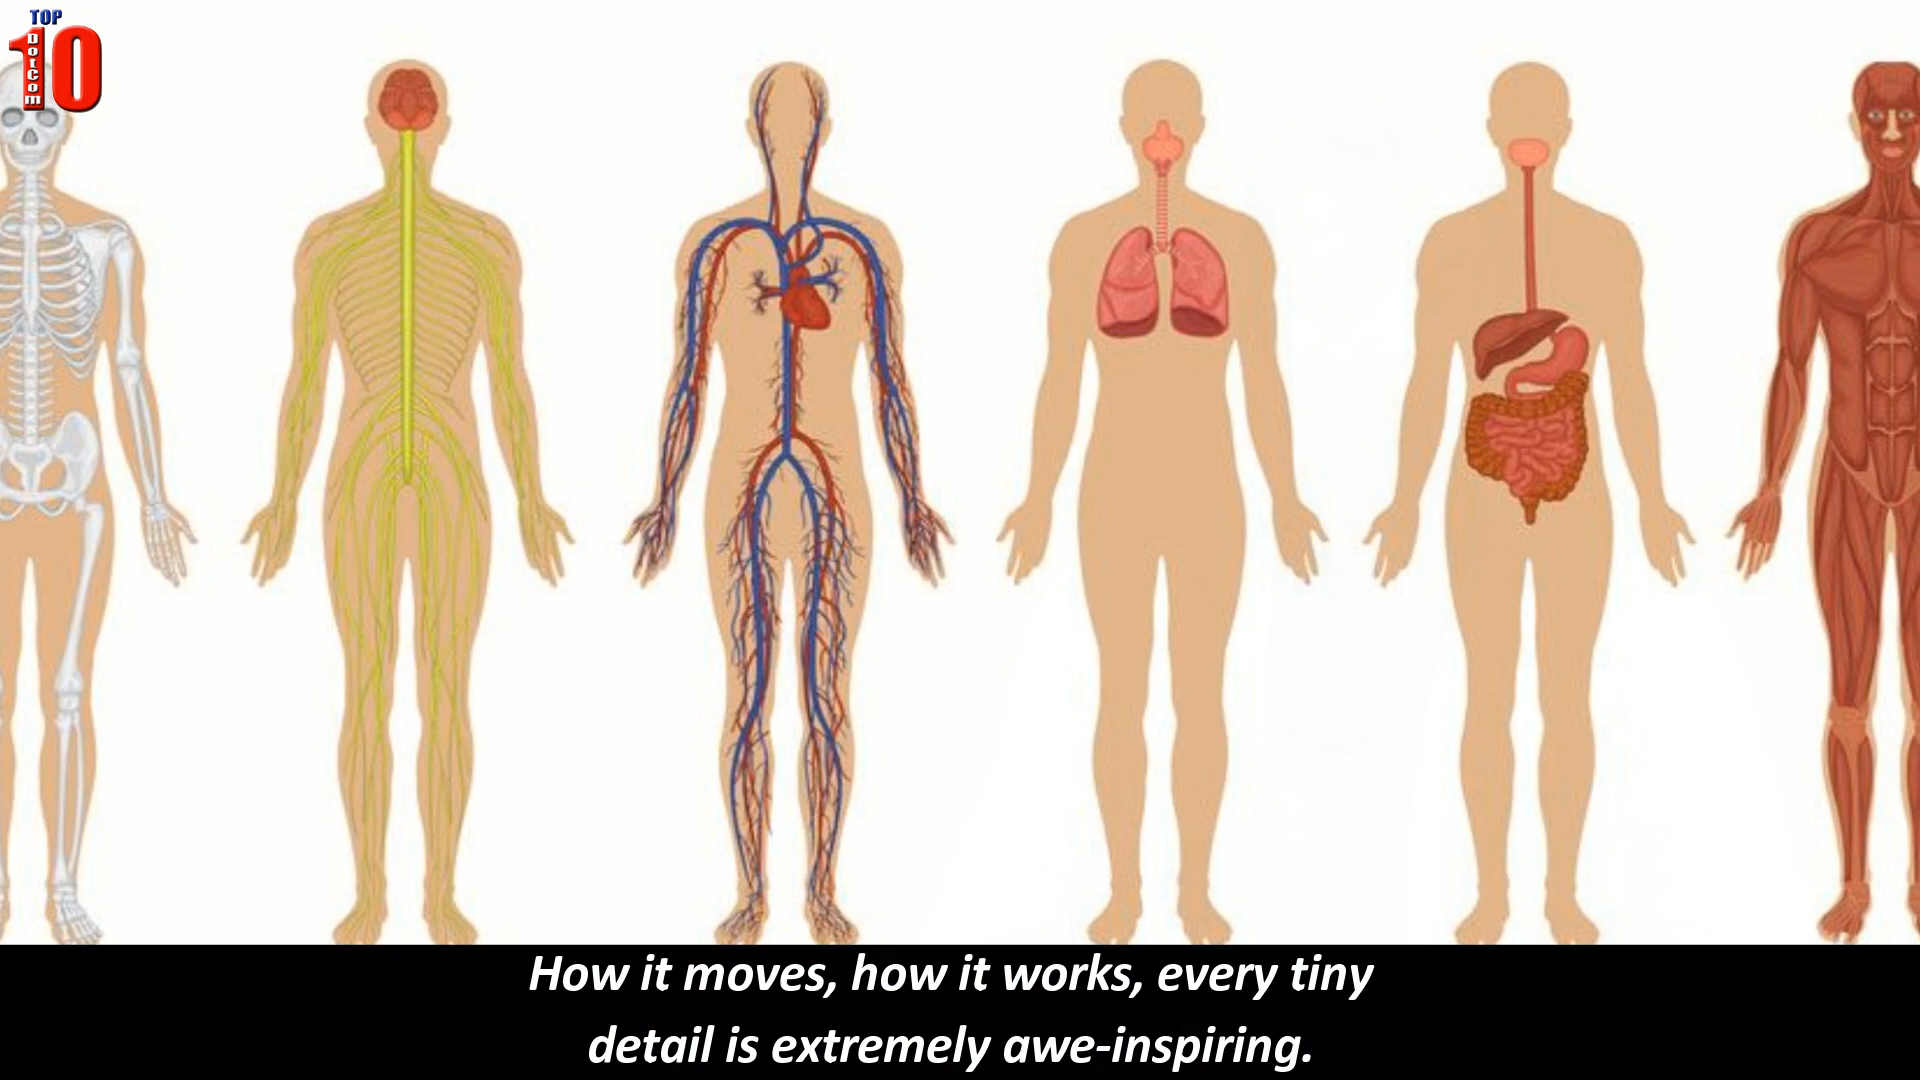 TOP
10
DotCom
How it moves, how it works, every tiny
detail is extremely awe-inspiring.